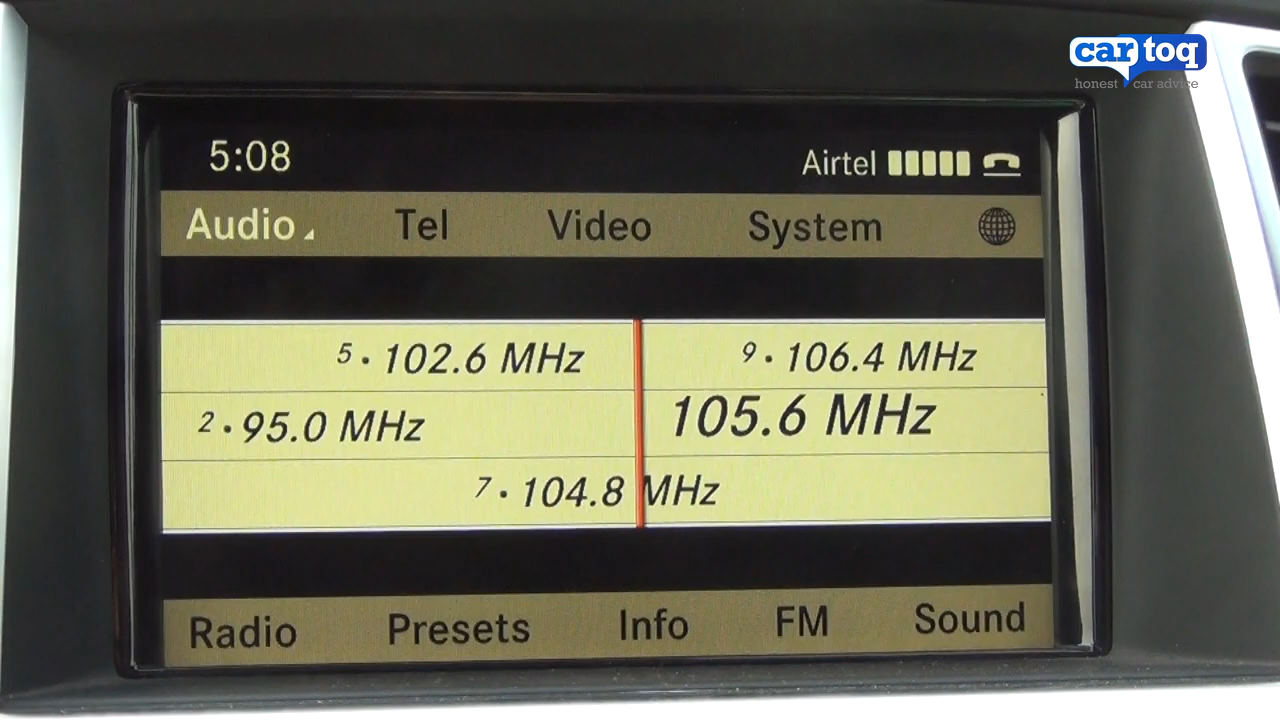 car toq
honest car advice
5:08 Airtel
Audio Tel Video System
5 · 102.6 MHz 9 · 106.4 MHz
2 · 95.0 MHz 105.6 MHz
7 · 104.8 MHz
Radio Presets Info FM Sound